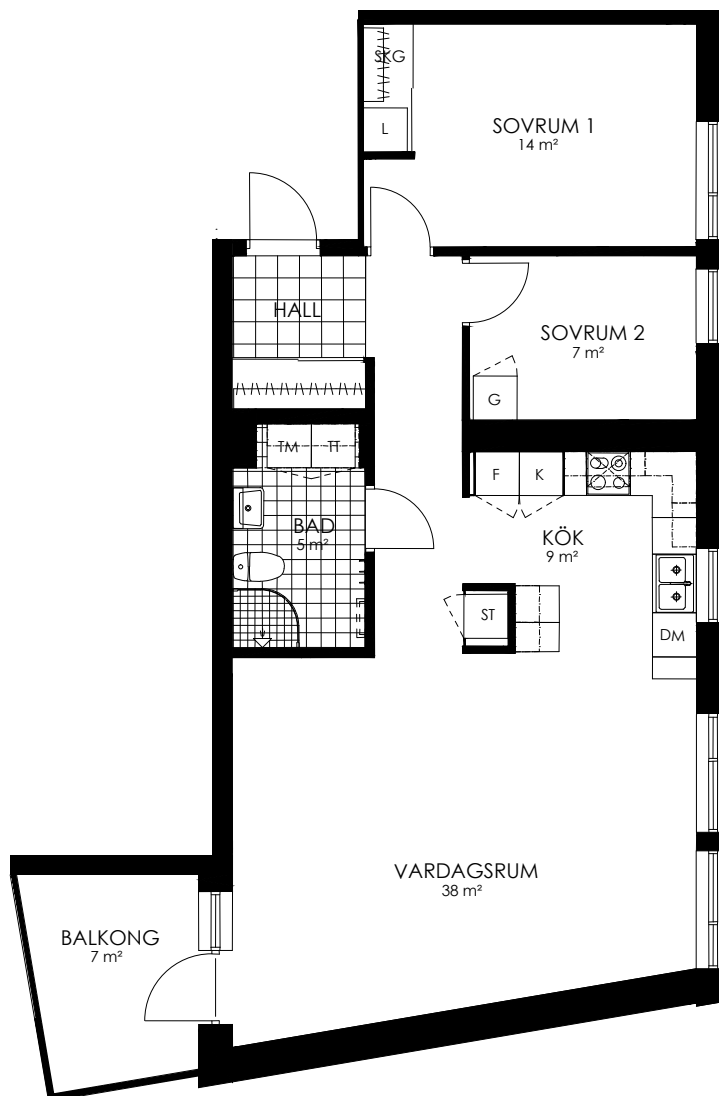 SKG
L
SOVRUM 1
14 m²
HALL
SOVRUM 2
7 m²
G
TM TT
F K
BAD
5 m²
KÖK
9 m²
ST
DM
VARDAGSRUM
38 m²
BALKONG
7 m²